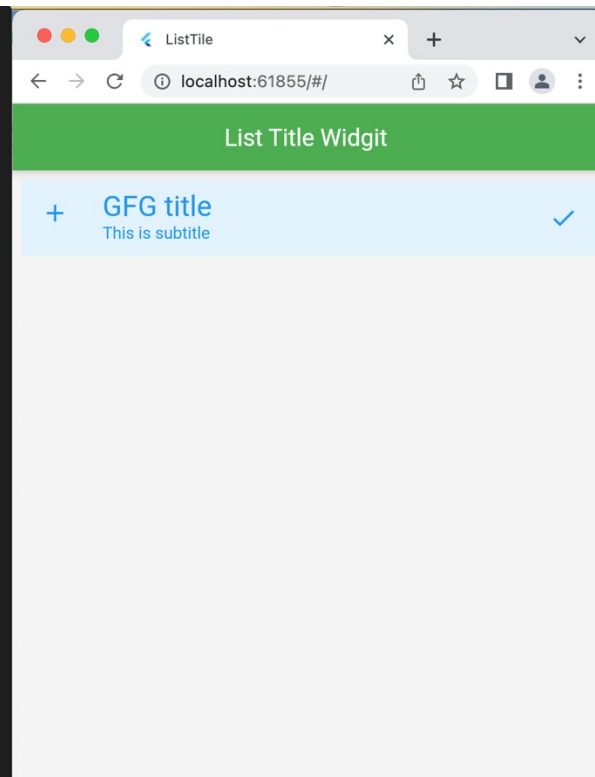 ListTile
localhost:61855/#/
List Title Widgit
GFG title
This is subtitle